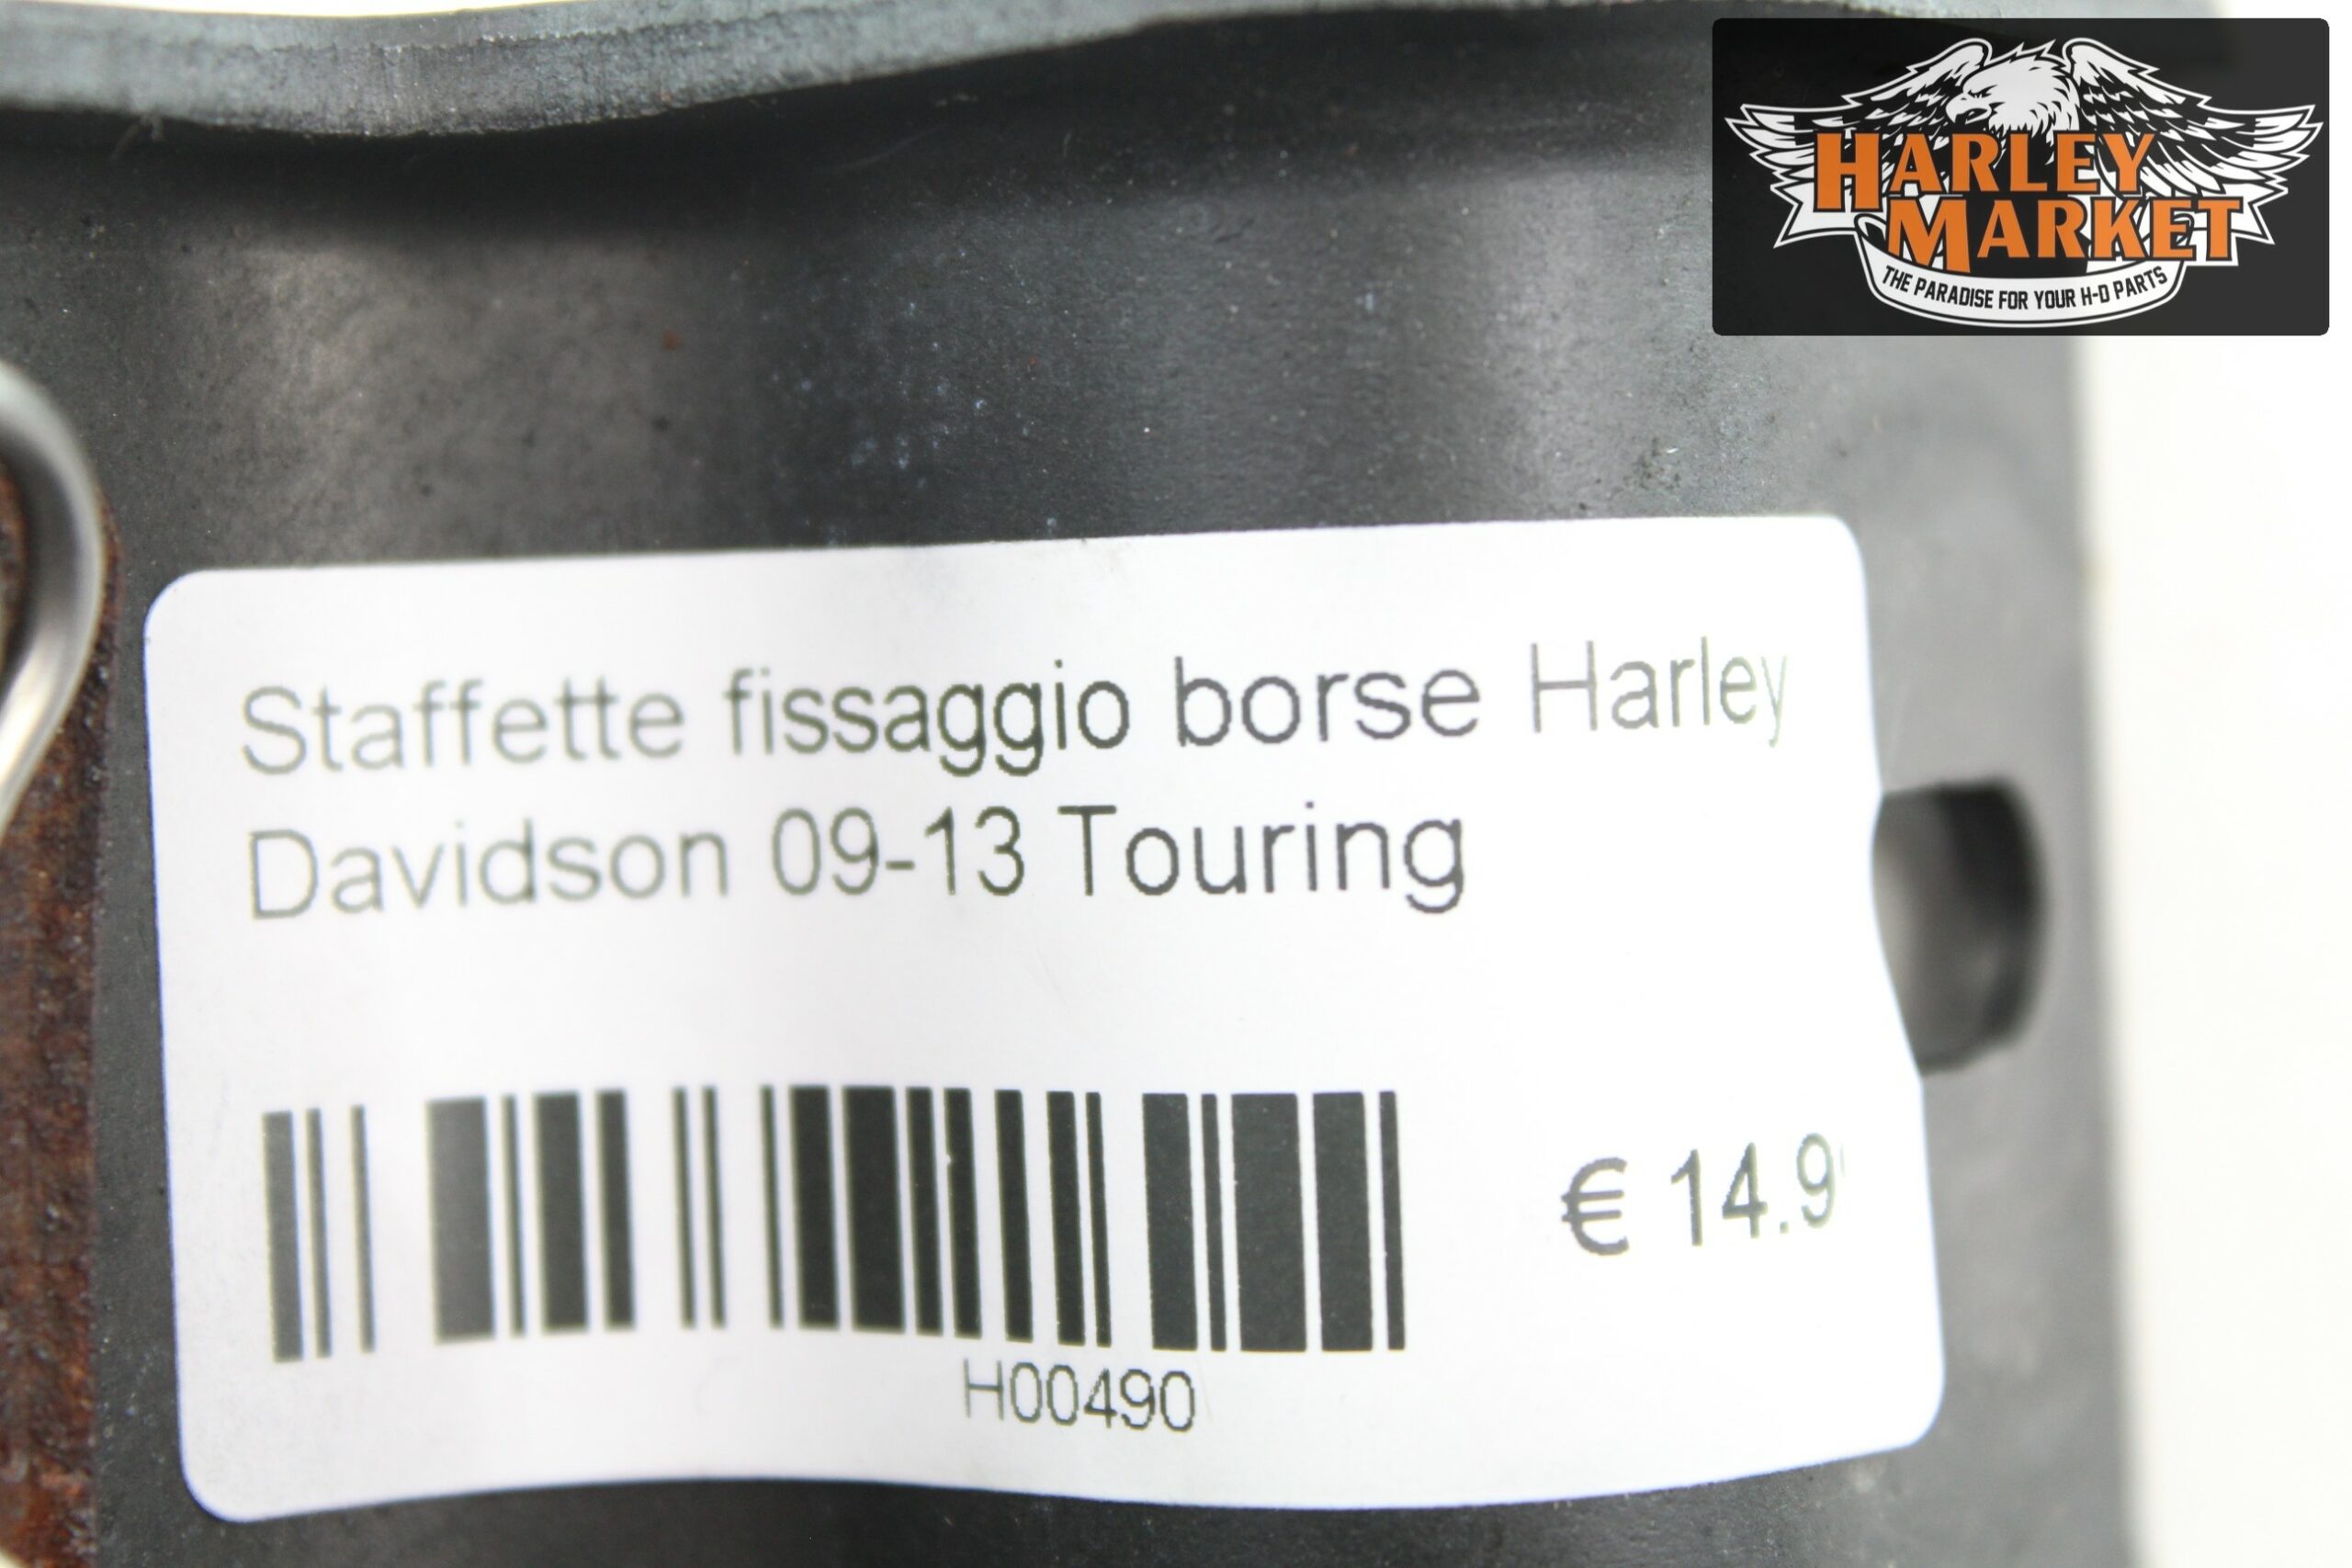 HARLEY
MARKET
THE PARADISE FOR YOUR H-D PARTS
Staffette fissaggio borse Harley
Davidson 09-13 Touring
€ 14.9
H00490